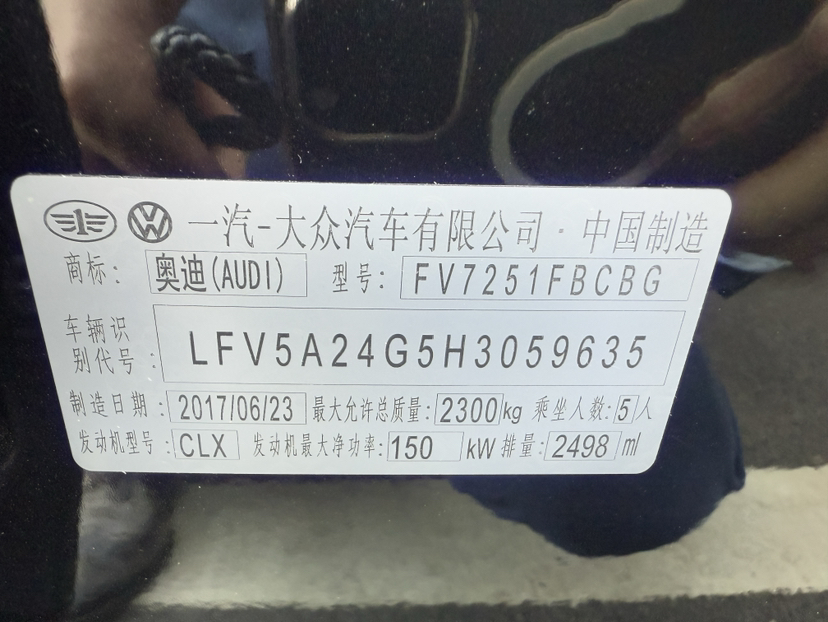 一汽-大众汽车有限公司·中国制造
商标: 奥迪(AUDI) 型号: FV7251FBCBG
车辆识别代号: LFV5A24G5H3059635
制造日期: 2017/06/23 最大允许总质量: 2300kg 乘坐人数: 5人
发动机型号: CLX 发动机最大净功率: 150 kW 排量: 2498 ml